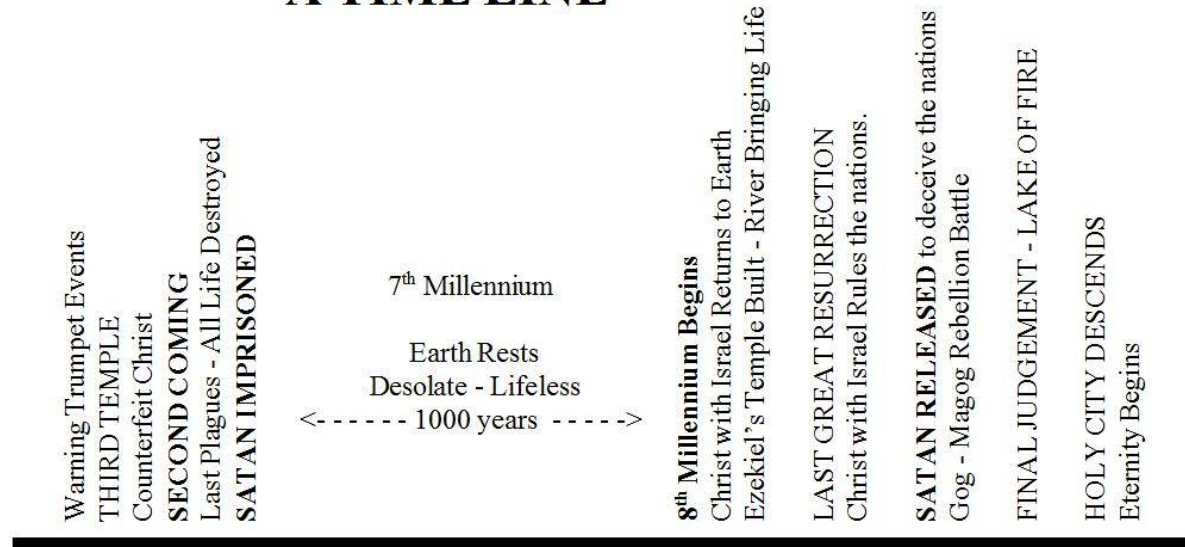 A TIME LINE
Warning Trumpet Events
THIRD TEMPLE
Counterfeit Christ
SECOND COMING
Last Plagues - All Life Destroyed
SATAN IMPRISONED
7th Millennium
Earth Rests
Desolate - Lifeless
<- - - - - - 1000 years - - - - ->
8th Millennium Begins
Christ with Israel Returns to Earth
Ezekiel's Temple Built - River Bringing Life
LAST GREAT RESURRECTION
Christ with Israel Rules the nations.
SATAN RELEASED to deceive the nations
Gog - Magog Rebellion Battle
FINAL JUDGEMENT - LAKE OF FIRE
HOLY CITY DESCENDS
Eternity Begins